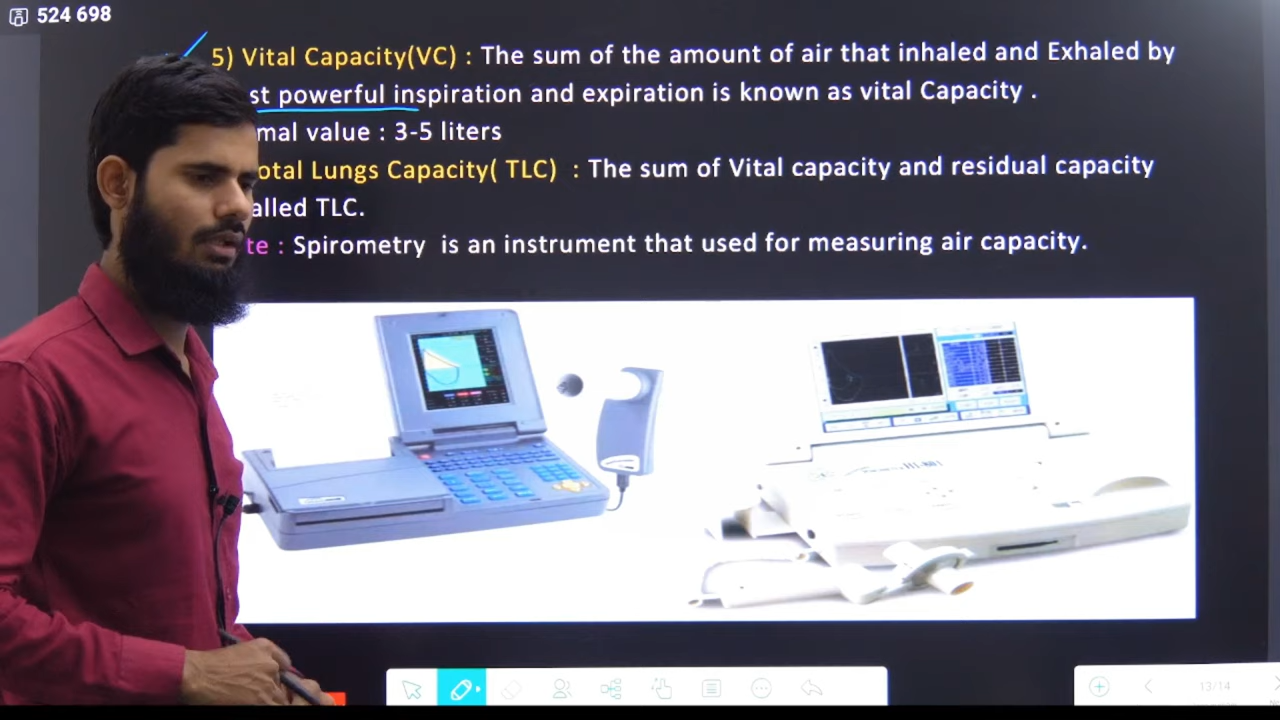 524 698
5) Vital Capacity(VC) : The sum of the amount of air that inhaled and Exhaled by
st powerful inspiration and expiration is known as vital Capacity .
mal value : 3-5 liters
otal Lungs Capacity( TLC) : The sum of Vital capacity and residual capacity
alled TLC.
te : Spirometry is an instrument that used for measuring air capacity.
13/14